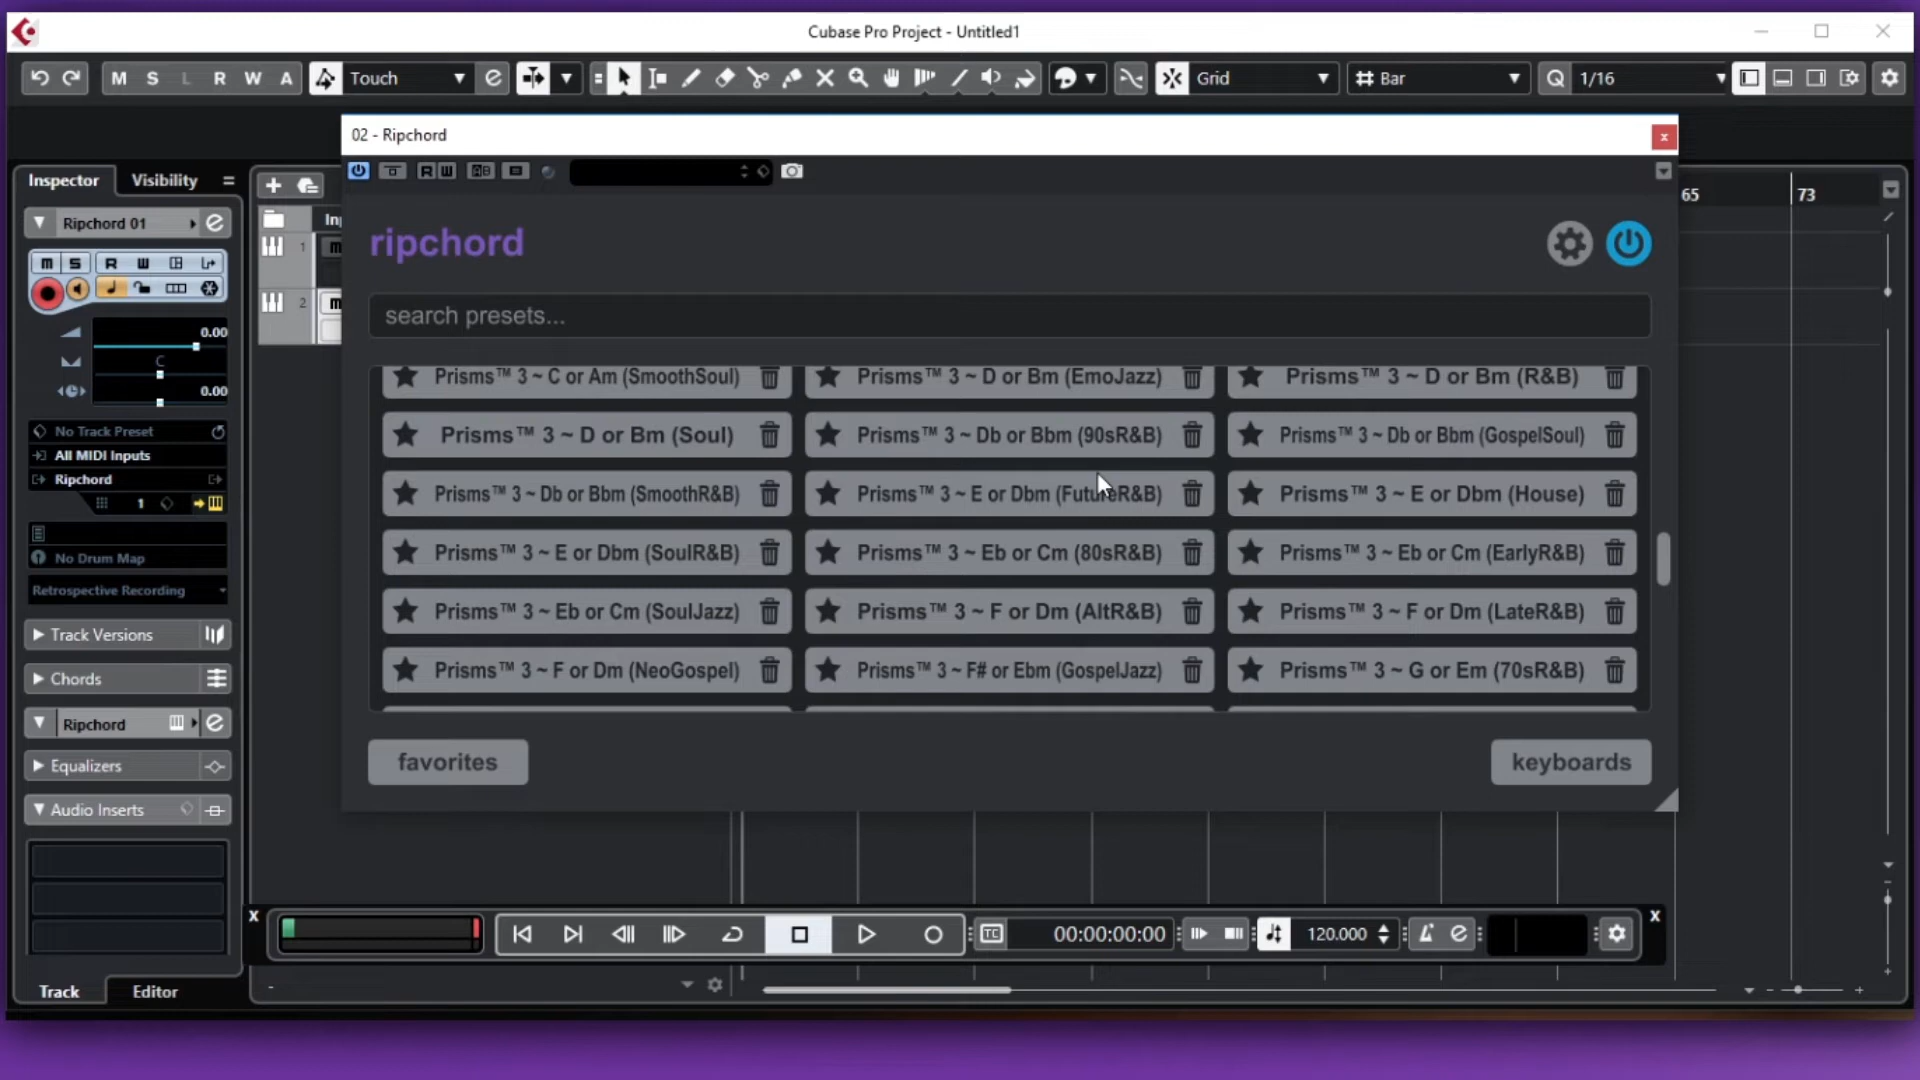 Cubase Pro Project - Untitled1
M S L R W A Touch Grid Bar Q 1/16
02 - Ripchord
R W AB
Inspector Visibility
65 73
Ripchord 01
ripchord
m S R W
search presets...
1
2
0.00
C
0.00
Prisms™ 3 ~ C or Am (SmoothSoul) Prisms™ 3 ~ D or Bm (EmoJazz) Prisms™ 3 ~ D or Bm (R&B)
Prisms™ 3 ~ D or Bm (Soul) Prisms™ 3 ~ Db or Bbm (90sR&B) Prisms™ 3 ~ Db or Bbm (GospelSoul)
Prisms™ 3 ~ Db or Bbm (SmoothR&B) Prisms™ 3 ~ E or Dbm (FutureR&B) Prisms™ 3 ~ E or Dbm (House)
Prisms™ 3 ~ E or Dbm (SoulR&B) Prisms™ 3 ~ Eb or Cm (80sR&B) Prisms™ 3 ~ Eb or Cm (EarlyR&B)
Prisms™ 3 ~ Eb or Cm (SoulJazz) Prisms™ 3 ~ F or Dm (AltR&B) Prisms™ 3 ~ F or Dm (LateR&B)
Prisms™ 3 ~ F or Dm (NeoGospel) Prisms™ 3 ~ F# or Ebm (GospelJazz) Prisms™ 3 ~ G or Em (70sR&B)
favorites keyboards
No Track Preset
All MIDI Inputs
Ripchord
1
No Drum Map
Retrospective Recording
Track Versions
Chords
Ripchord
Equalizers
Audio Inserts
X TC 00:00:00:00 120.000 X
Track Editor